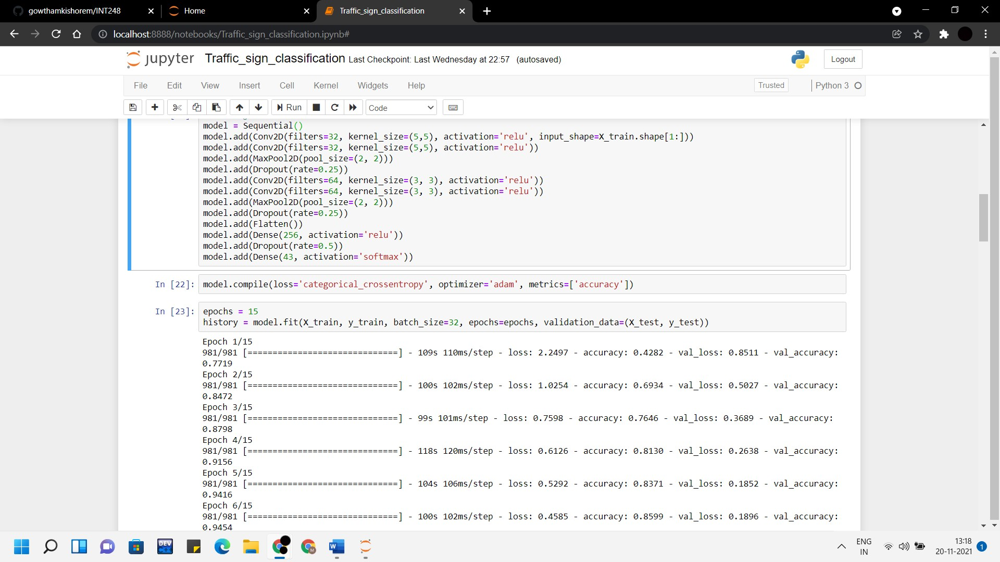 gowthamkishorem/INT248
Home
Traffic_sign_classification
localhost:8888/notebooks/Traffic_sign_classification.ipynb#
jupyter Traffic_sign_classification Last Checkpoint: Last Wednesday at 22:57 (autosaved)
Logout
File Edit View Insert Cell Kernel Widgets Help
Trusted
Python 3
Run
Code
model = Sequential()
model.add(Conv2D(filters=32, kernel_size=(5,5), activation='relu', input_shape=X_train.shape[1:]))
model.add(Conv2D(filters=32, kernel_size=(5,5), activation='relu'))
model.add(MaxPool2D(pool_size=(2, 2)))
model.add(Dropout(rate=0.25))
model.add(Conv2D(filters=64, kernel_size=(3, 3), activation='relu'))
model.add(Conv2D(filters=64, kernel_size=(3, 3), activation='relu'))
model.add(MaxPool2D(pool_size=(2, 2)))
model.add(Dropout(rate=0.25))
model.add(Flatten())
model.add(Dense(256, activation='relu'))
model.add(Dropout(rate=0.5))
model.add(Dense(43, activation='softmax'))
In [22]: model.compile(loss='categorical_crossentropy', optimizer='adam', metrics=['accuracy'])
In [23]: epochs = 15
history = model.fit(X_train, y_train, batch_size=32, epochs=epochs, validation_data=(X_test, y_test))
Epoch 1/15
981/981 [==============================] - 109s 110ms/step - loss: 2.2497 - accuracy: 0.4282 - val_loss: 0.8511 - val_accuracy:
0.7719
Epoch 2/15
981/981 [==============================] - 100s 102ms/step - loss: 1.0254 - accuracy: 0.6934 - val_loss: 0.5027 - val_accuracy:
0.8472
Epoch 3/15
981/981 [==============================] - 99s 101ms/step - loss: 0.7598 - accuracy: 0.7646 - val_loss: 0.3689 - val_accuracy:
0.8798
Epoch 4/15
981/981 [==============================] - 118s 120ms/step - loss: 0.6126 - accuracy: 0.8130 - val_loss: 0.2638 - val_accuracy:
0.9156
Epoch 5/15
981/981 [==============================] - 104s 106ms/step - loss: 0.5292 - accuracy: 0.8371 - val_loss: 0.1852 - val_accuracy:
0.9416
Epoch 6/15
981/981 [==============================] - 100s 102ms/step - loss: 0.4585 - accuracy: 0.8599 - val_loss: 0.1896 - val_accuracy:
0.9454
DEV
C++
M
W
ENG
IN
13:18
20-11-2021
1